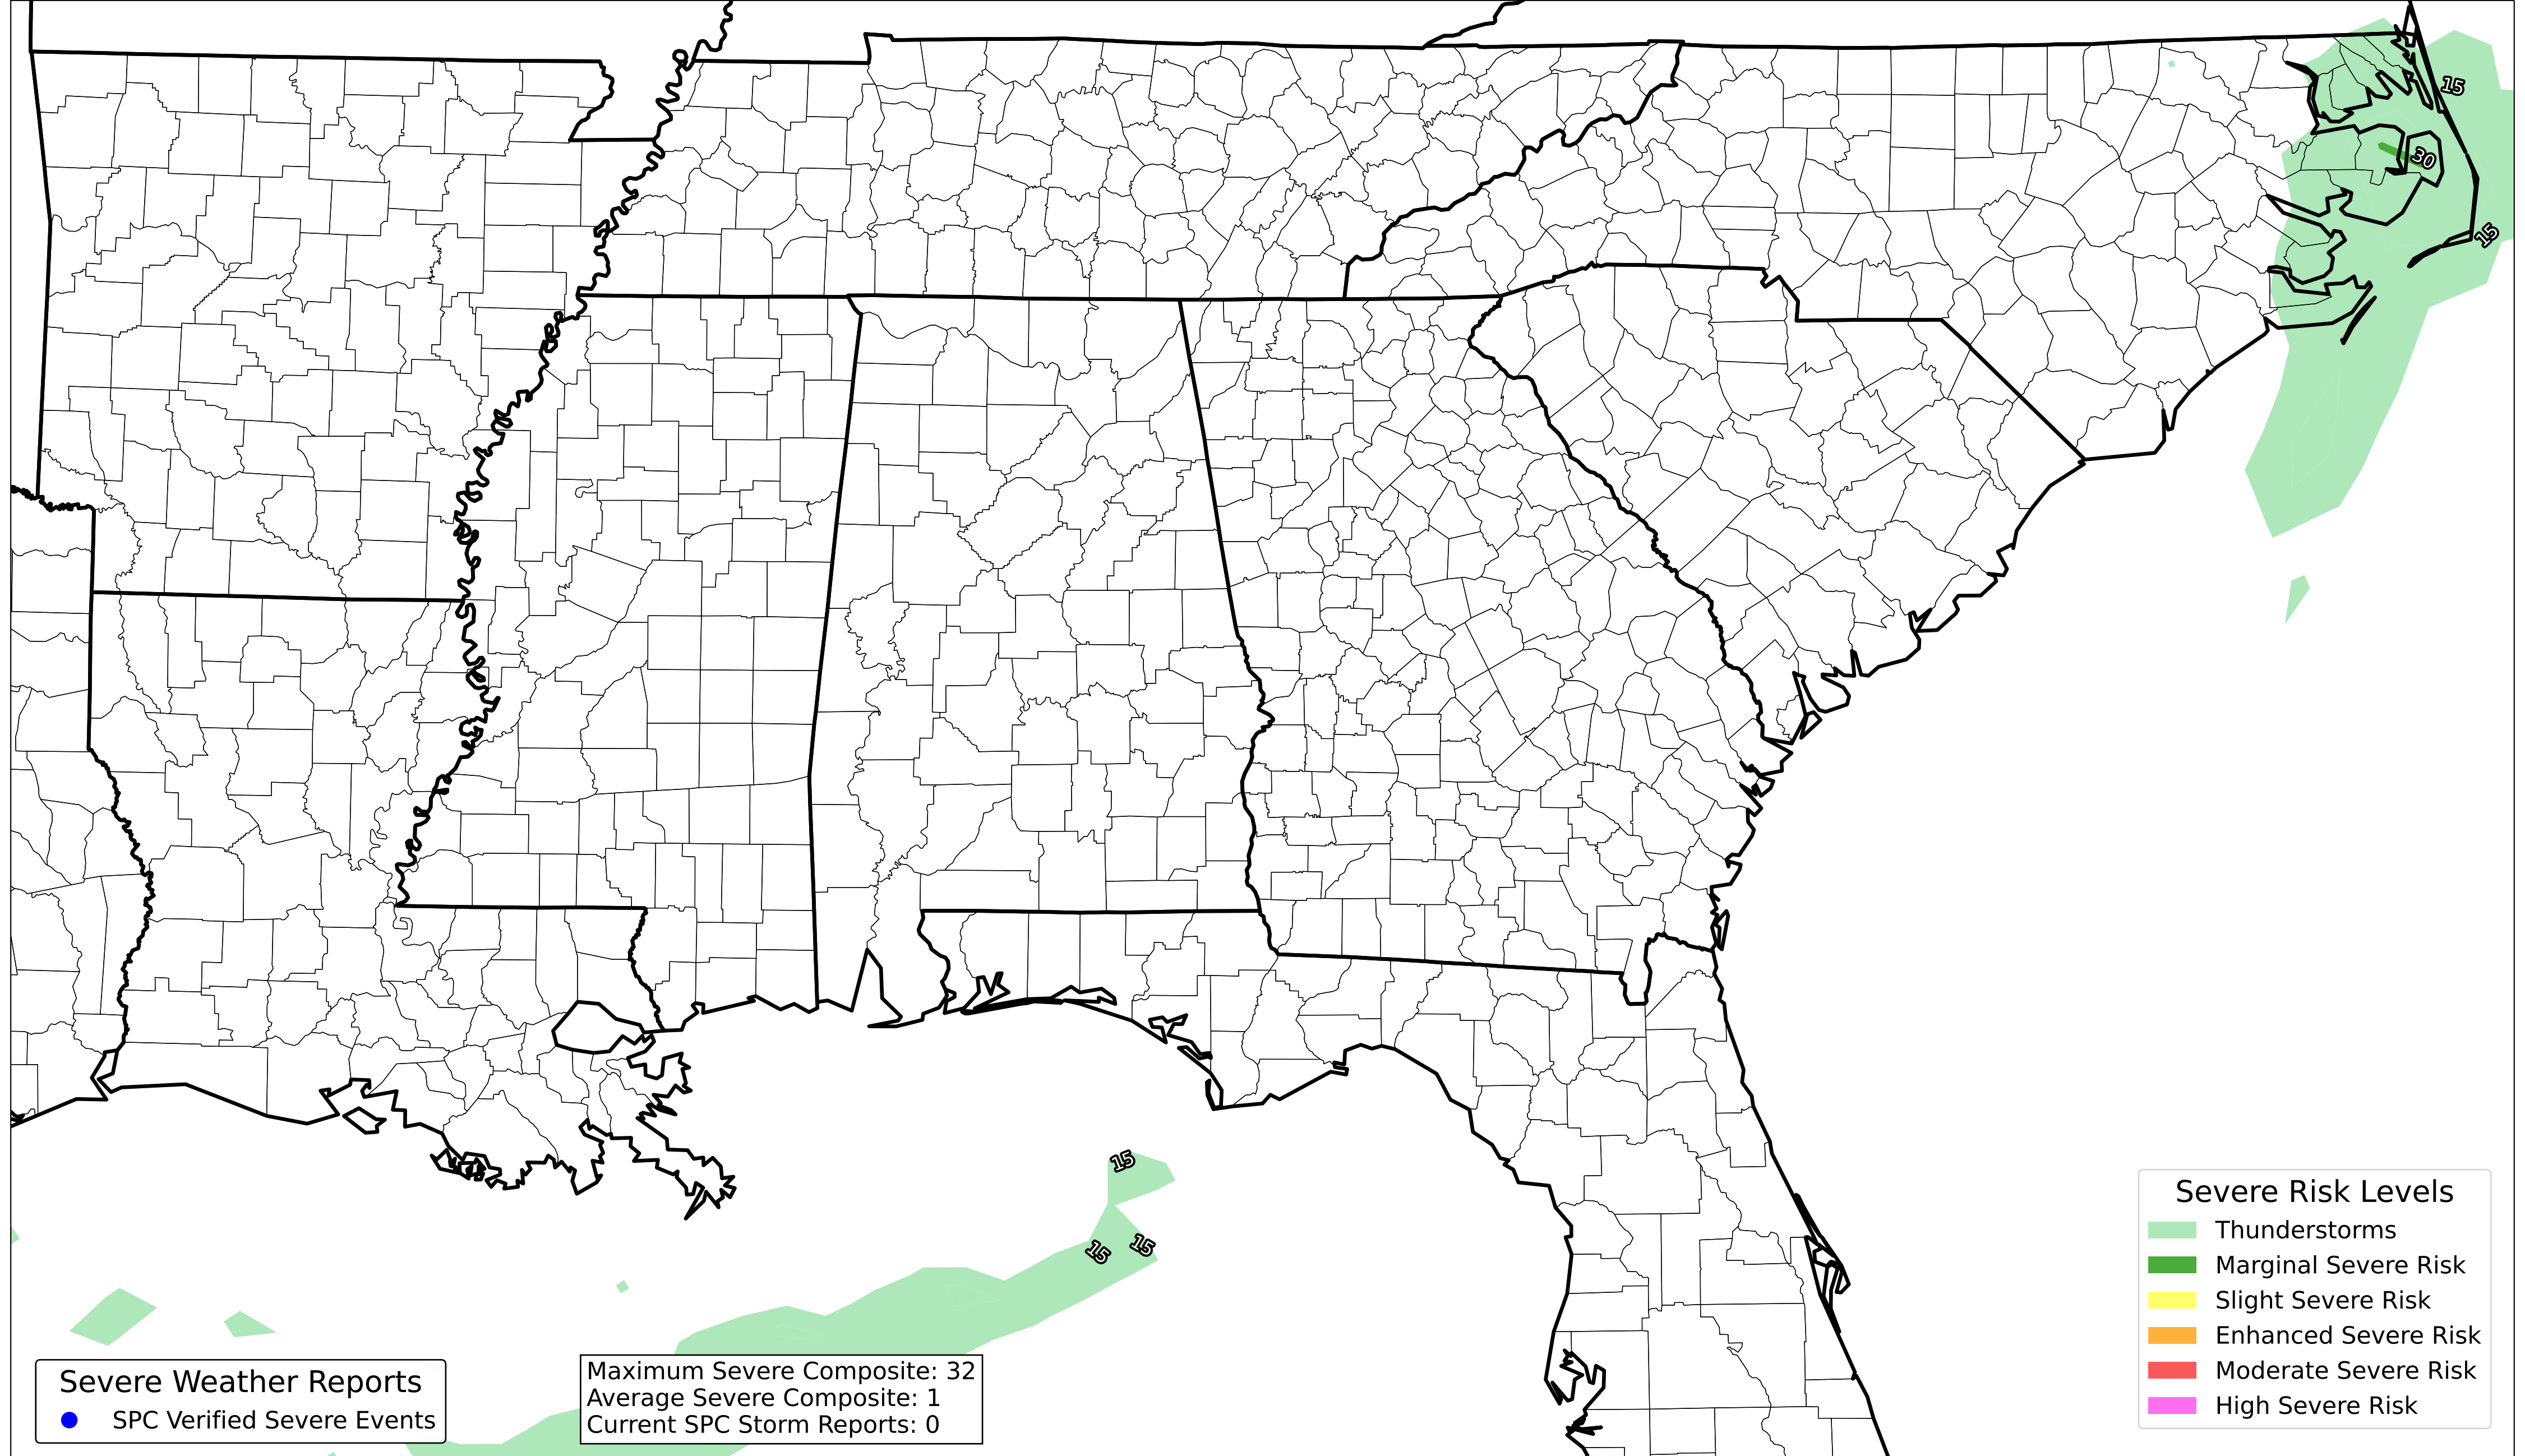 15
30
15
15
15
15
Severe Risk Levels
Thunderstorms
Marginal Severe Risk
Slight Severe Risk
Enhanced Severe Risk
Moderate Severe Risk
High Severe Risk
Severe Weather Reports
SPC Verified Severe Events
Maximum Severe Composite: 32
Average Severe Composite: 1
Current SPC Storm Reports: 0